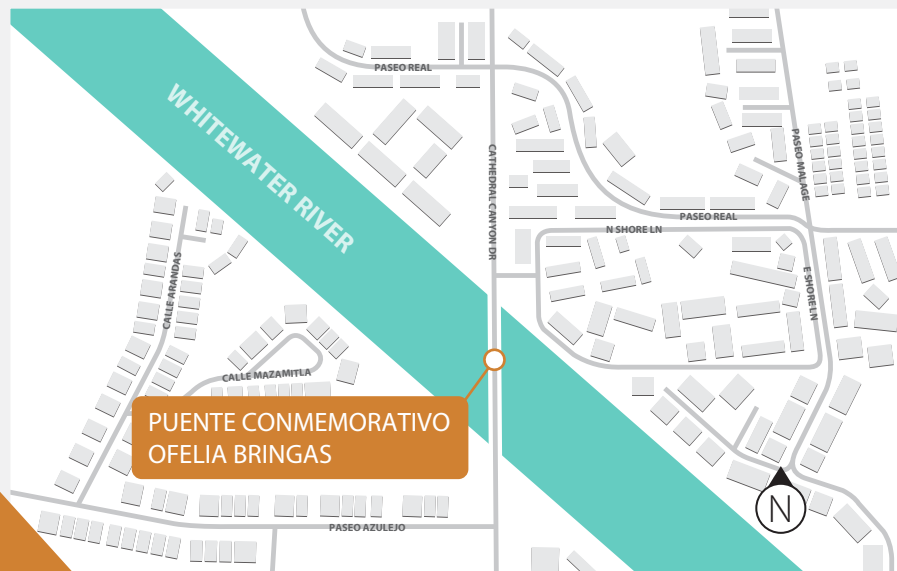 PASEO REAL
WHITEWATER RIVER
CATHEDRAL CANYON DR
PASEO MALAGE
PASEO REAL
N SHORE LN
CALLE ARANDAS
E SHORE LN
CALLE MAZAMITLA
PUENTE CONMEMORATIVO
OFELIA BRINGAS
N
PASEO AZULEJO